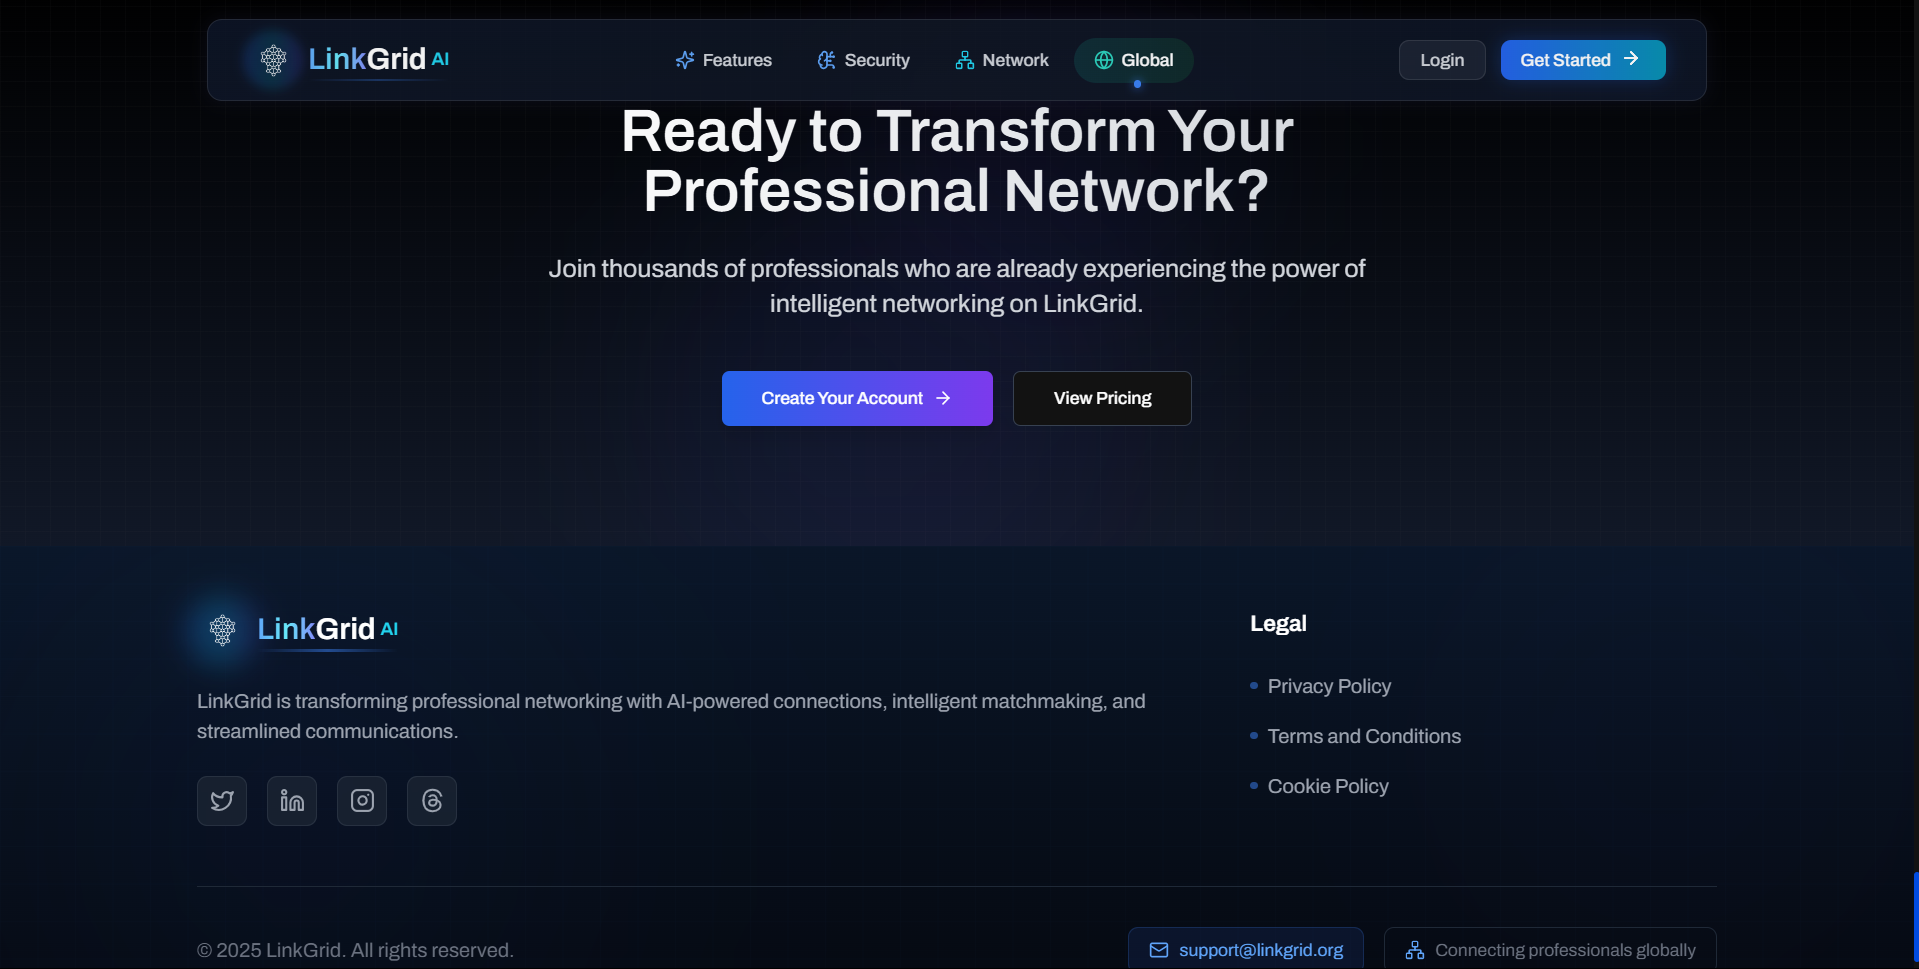 LinkGrid AI
Features
Security
Network
Global
Login
Get Started
Ready to Transform Your
Professional Network?
Join thousands of professionals who are already experiencing the power of
intelligent networking on LinkGrid.
Create Your Account
View Pricing
LinkGrid AI
LinkGrid is transforming professional networking with AI-powered connections, intelligent matchmaking, and
streamlined communications.
Legal
Privacy Policy
Terms and Conditions
Cookie Policy
© 2025 LinkGrid. All rights reserved.
support@linkgrid.org
Connecting professionals globally